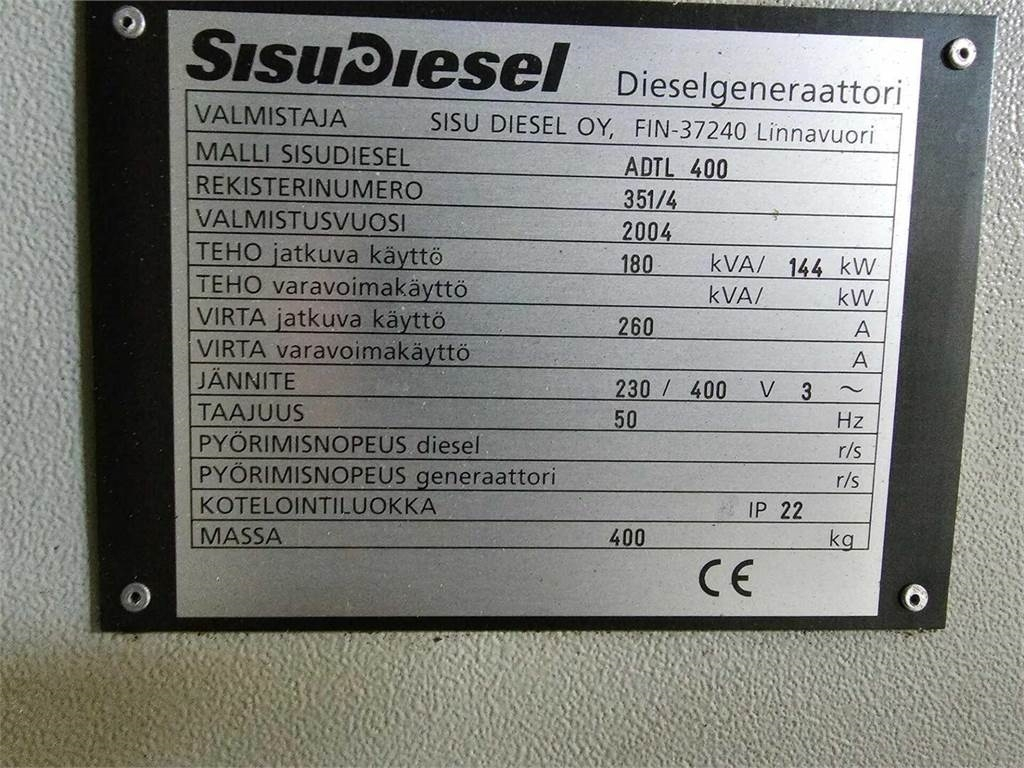 SisuDiesel Dieselgeneraattori
VALMISTAJA SISU DIESEL OY, FIN-37240 Linnavuori
MALLI SISUDIESEL ADTL 400
REKISTERINUMERO 351/4
VALMISTUSVUOSI 2004
TEHO jatkuva käyttö 180 kVA/ 144 kW
TEHO varavoimakäyttö kVA/ kW
VIRTA jatkuva käyttö 260 A
VIRTA varavoimakäyttö A
JÄNNITE 230 / 400 V 3 ~
TAAJUUS 50 Hz
PYÖRIMISNOPEUS diesel r/s
PYÖRIMISNOPEUS generaattori r/s
KOTELOINTILUOKKA IP 22
MASSA 400 kg
CE